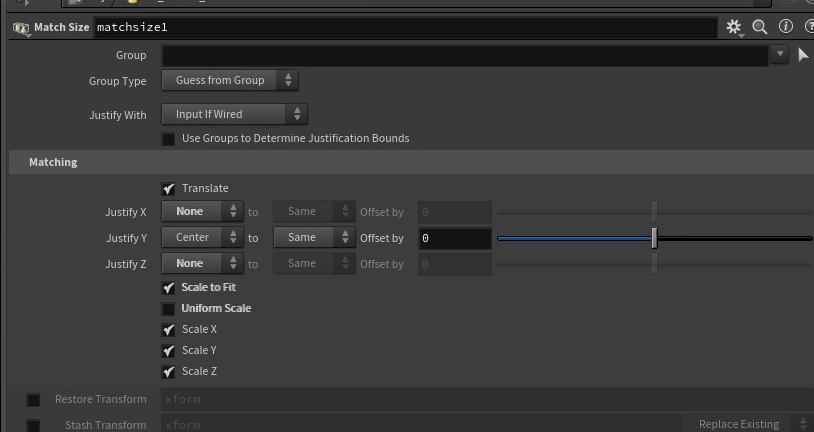 Match Size matchsize1
Group
Group Type Guess from Group
Justify With Input If Wired
Use Groups to Determine Justification Bounds
Matching
Translate
Justify X None to Same Offset by 0
Justify Y Center to Same Offset by 0
Justify Z None to Same Offset by 0
Scale to Fit
Uniform Scale
Scale X
Scale Y
Scale Z
Restore Transform xform
Stash Transform xform Replace Existing